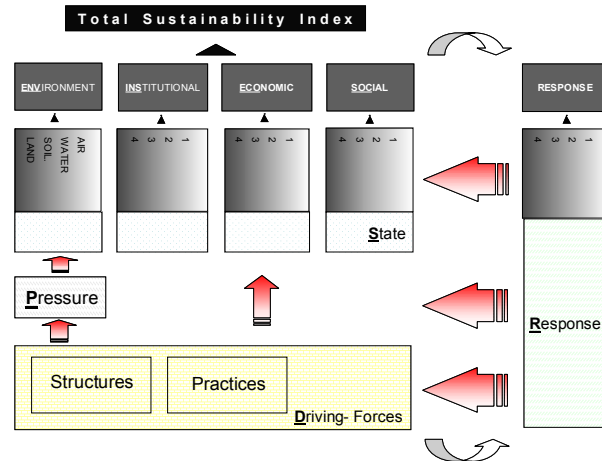 Total Sustainability Index
ENVIRONMENT
INSTITUTIONAL
ECONOMIC
SOCIAL
RESPONSE
AIR
WATER
SOIL
LAND
4 3 2 1
4 3 2 1
4 3 2 1
4 3 2 1
State
Pressure
Response
Structures
Practices
Driving- Forces